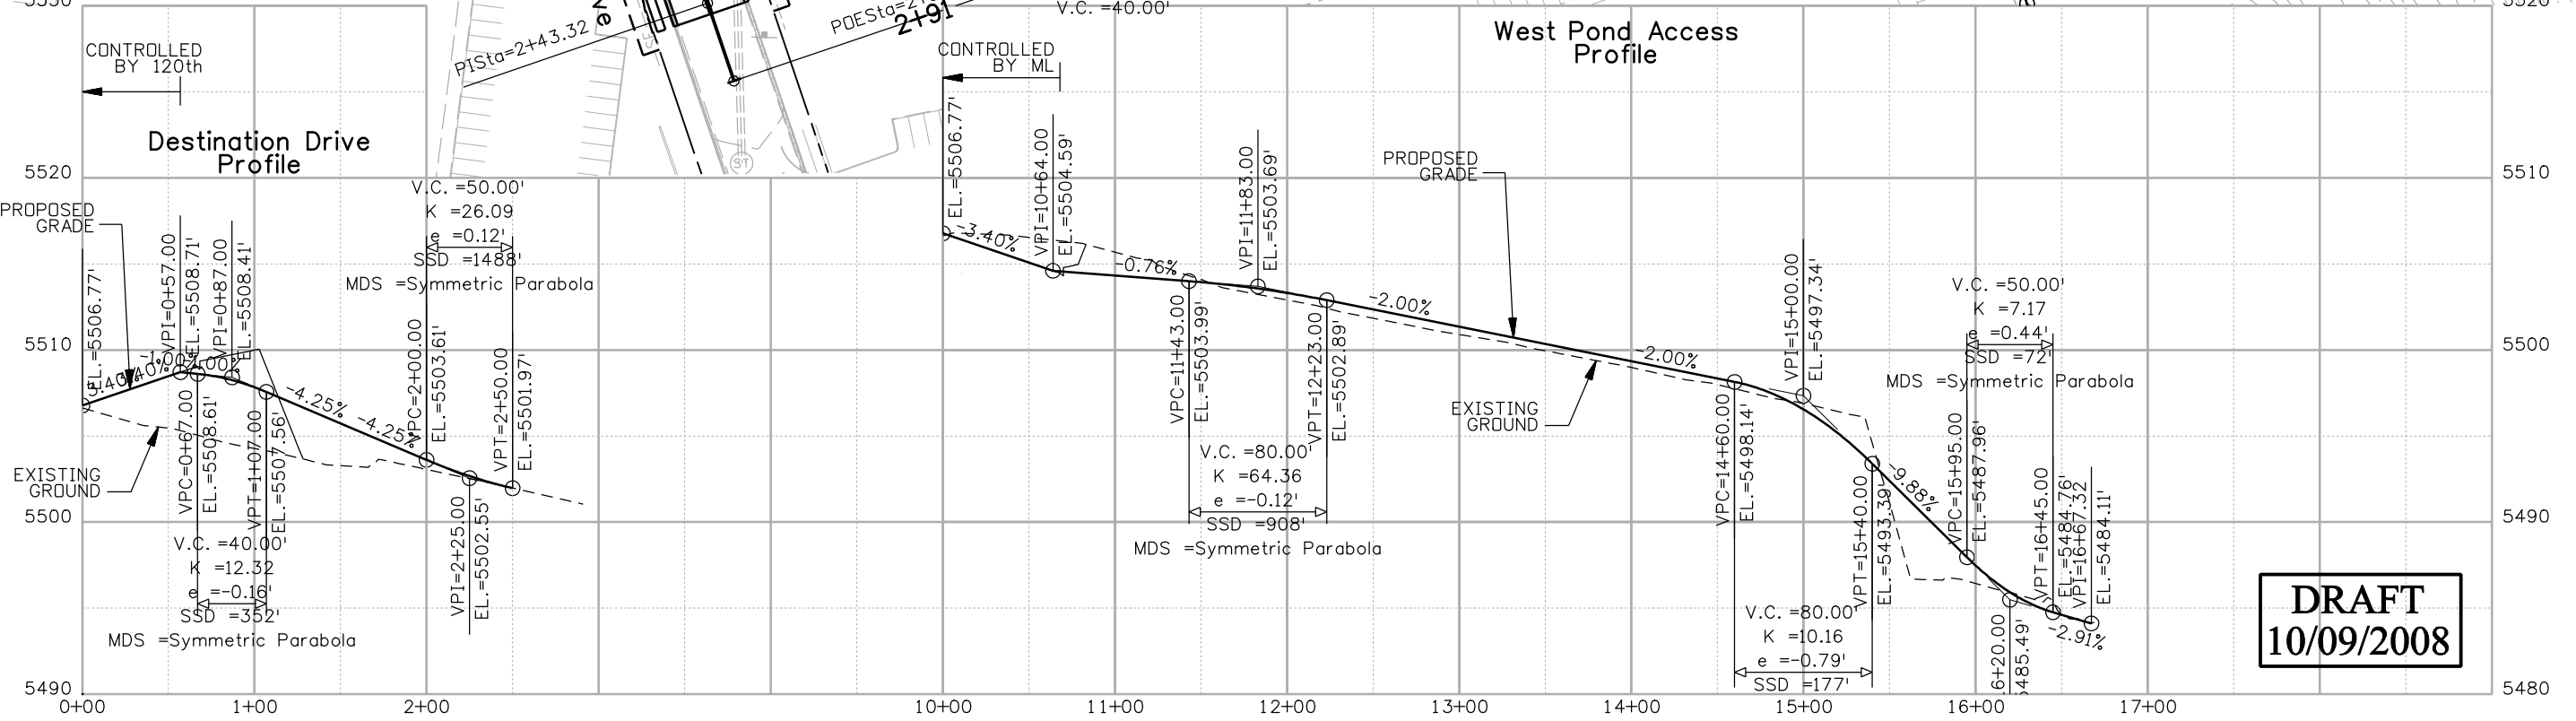 5530
PISta=2+43.32
2+91
V.C. =40.00'
5520
CONTROLLED
BY 120th
Destination Drive
Profile
5520
5510
5500
5490
0+00
1+00
2+00
PROPOSED
GRADE
EL.=5506.77'
3.40%
-1.00%
VPI=0+57.00
EL.=5508.71'
VPI=0+87.00
EL.=5508.41'
VPC=0+67.00
EL.=5508.61'
VPT=1+07.00
EL.=5507.56'
V.C. =40.00'
K =12.32
e =-0.16'
SSD =352'
MDS =Symmetric Parabola
EXISTING
GROUND
-4.25%
-4.25%
V.C. =50.00'
K =26.09
e =0.12'
SSD =1488'
MDS =Symmetric Parabola
VPC=2+00.00
EL.=5503.61'
VPI=2+25.00
EL.=5502.55'
VPT=2+50.00
EL.=5501.97'
ST
CONTROLLED
BY ML
West Pond Access
Profile
EL.=5506.77'
-3.40%
VPI=10+64.00
EL.=5504.59'
-0.76%
VPC=11+43.00
EL.=5503.99'
VPI=11+83.00
EL.=5503.69'
VPT=12+23.00
EL.=5502.89'
V.C. =80.00'
K =64.36
e =-0.12'
SSD =908'
MDS =Symmetric Parabola
PROPOSED
GRADE
-2.00%
-2.00%
EXISTING
GROUND
VPC=14+60.00
EL.=5498.14'
VPI=15+00.00
EL.=5497.34'
VPT=15+40.00
EL.=5493.39'
V.C. =80.00'
K =10.16
e =-0.79'
SSD =177'
-9.88%
V.C. =50.00'
K =7.17
e =0.44'
SSD =72'
MDS =Symmetric Parabola
VPC=15+95.00
EL.=5487.96'
6+20.00
5485.49'
VPT=16+45.00
EL.=5484.76'
VPI=16+67.32
EL.=5484.11'
-2.91%
5510
5500
5490
5480
10+00
11+00
12+00
13+00
14+00
15+00
16+00
17+00
DRAFT
10/09/2008